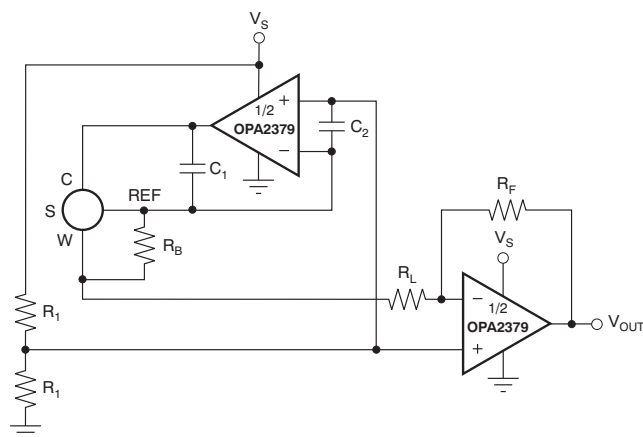 V_S
1/2
+
OPA2379
−
C_2
C_1
C
S
REF
W
R_B
R_F
V_S
R_L
−
1/2
OPA2379
+
V_OUT
R_1
R_1